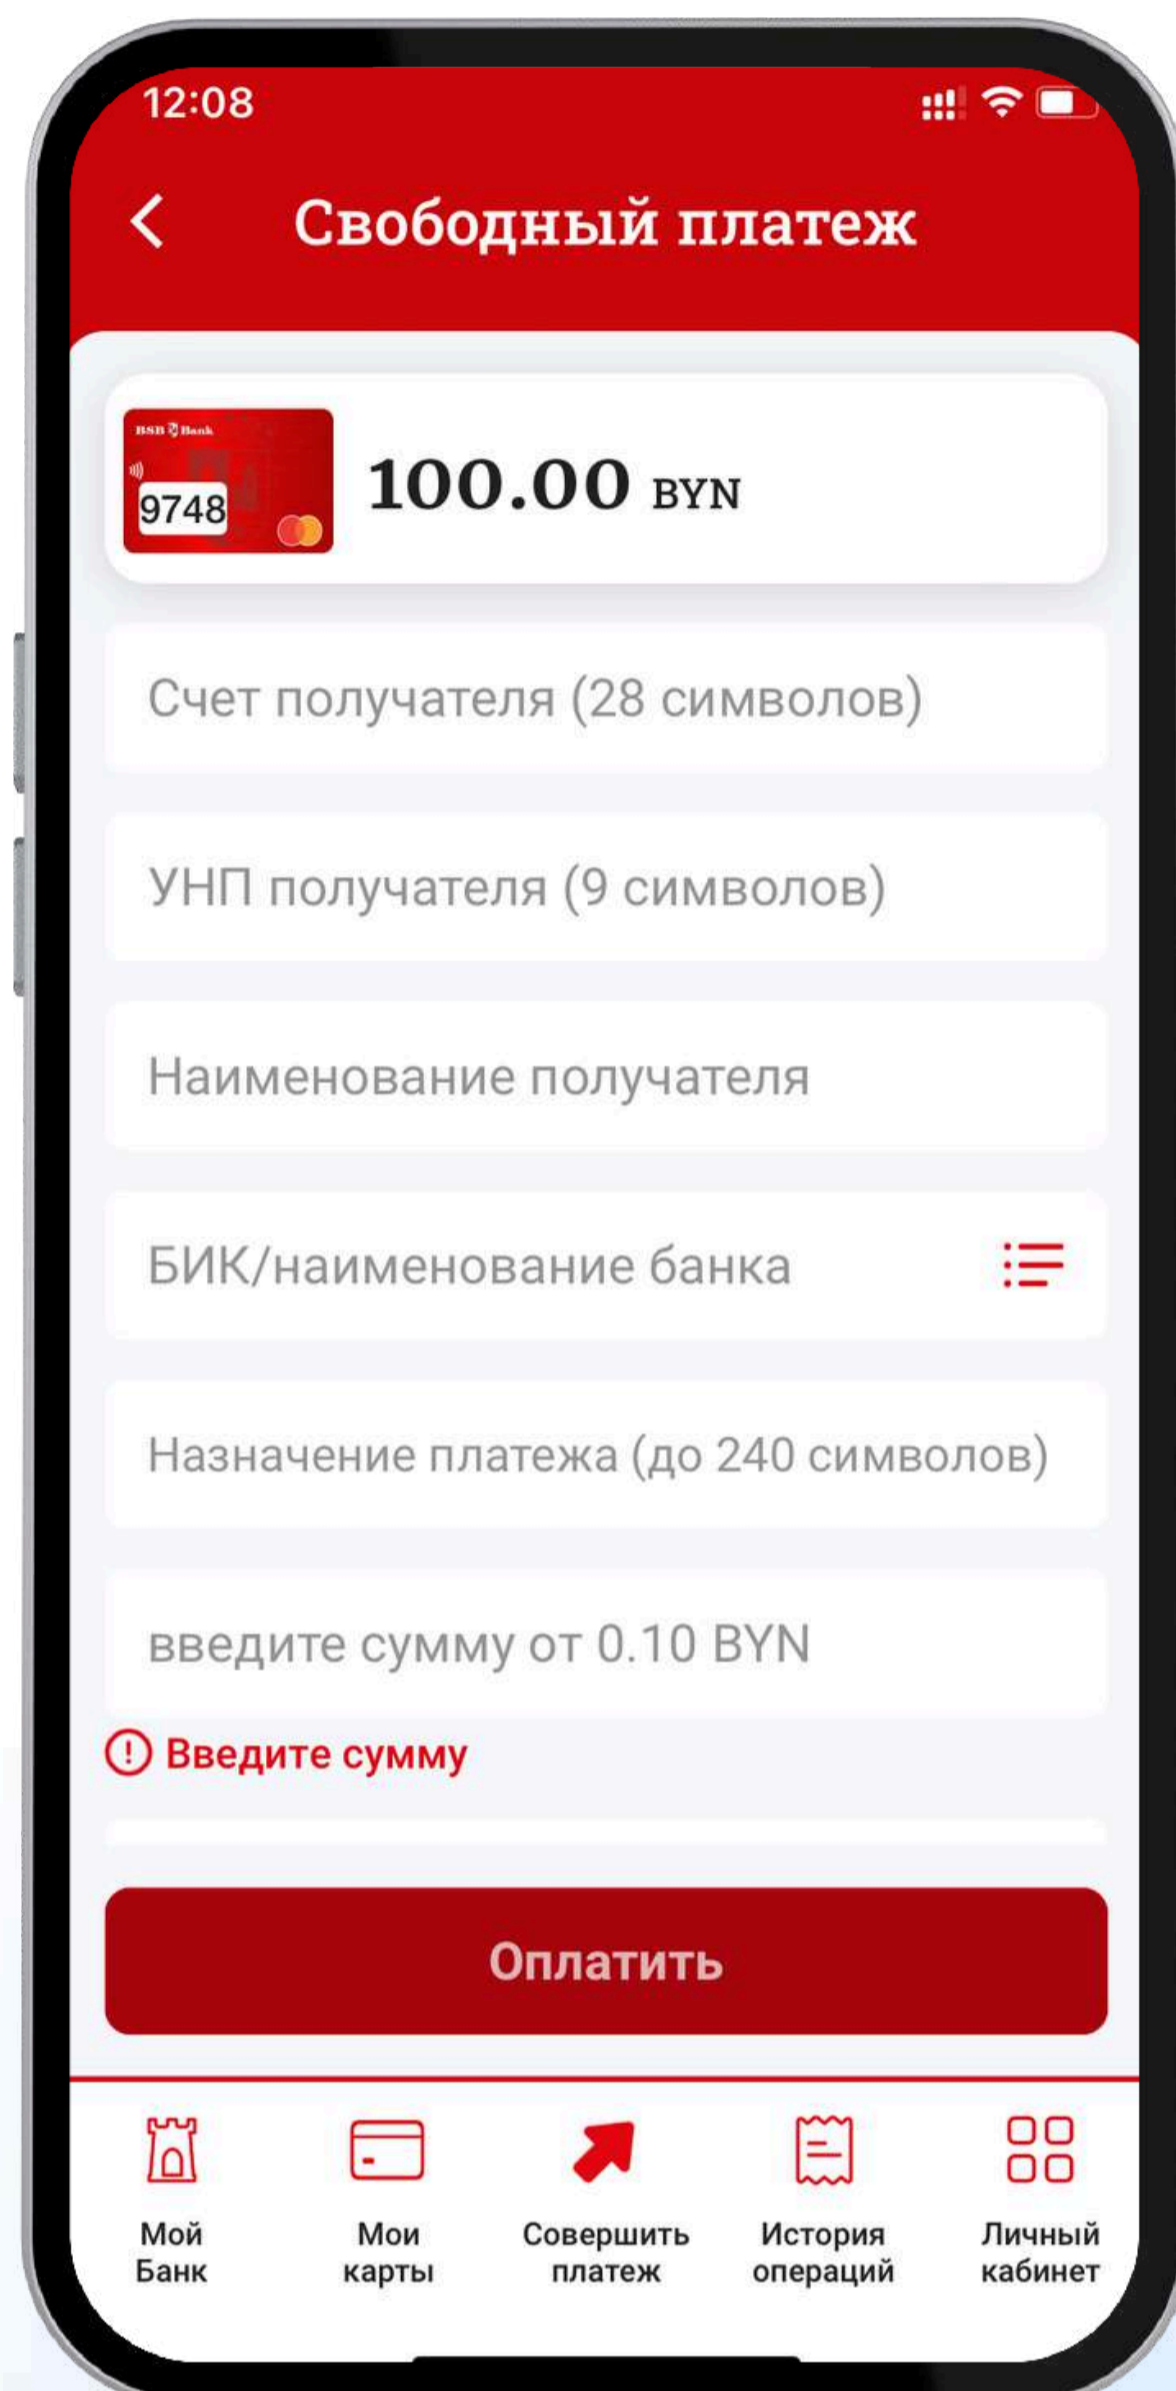 12:08
Свободный платеж
BSB Bank
9748
100.00 BYN
Счет получателя (28 символов)
УНП получателя (9 символов)
Наименование получателя
БИК/наименование банка
Назначение платежа (до 240 символов)
введите сумму от 0.10 BYN
Введите сумму
Оплатить
Мой
Банк
Мои
карты
Совершить
платеж
История
операций
Личный
кабинет